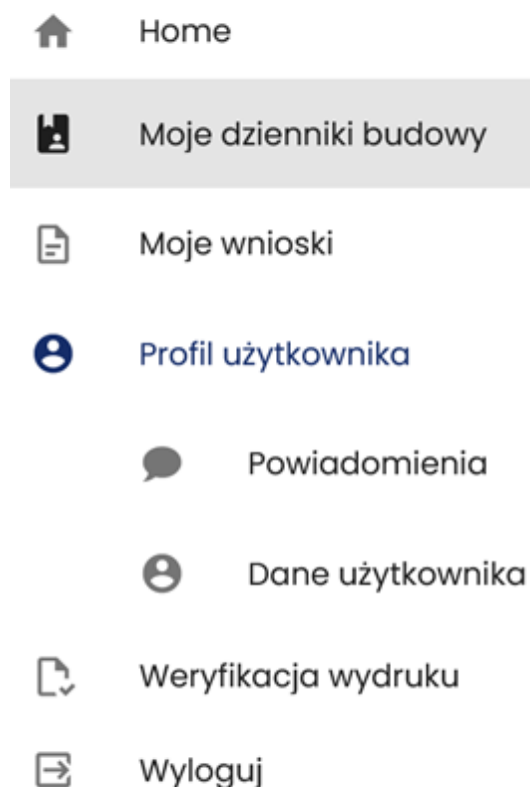 Home
Moje dzienniki budowy
Moje wnioski
Profil użytkownika
Powiadomienia
Dane użytkownika
Weryfikacja wydruku
Wyloguj